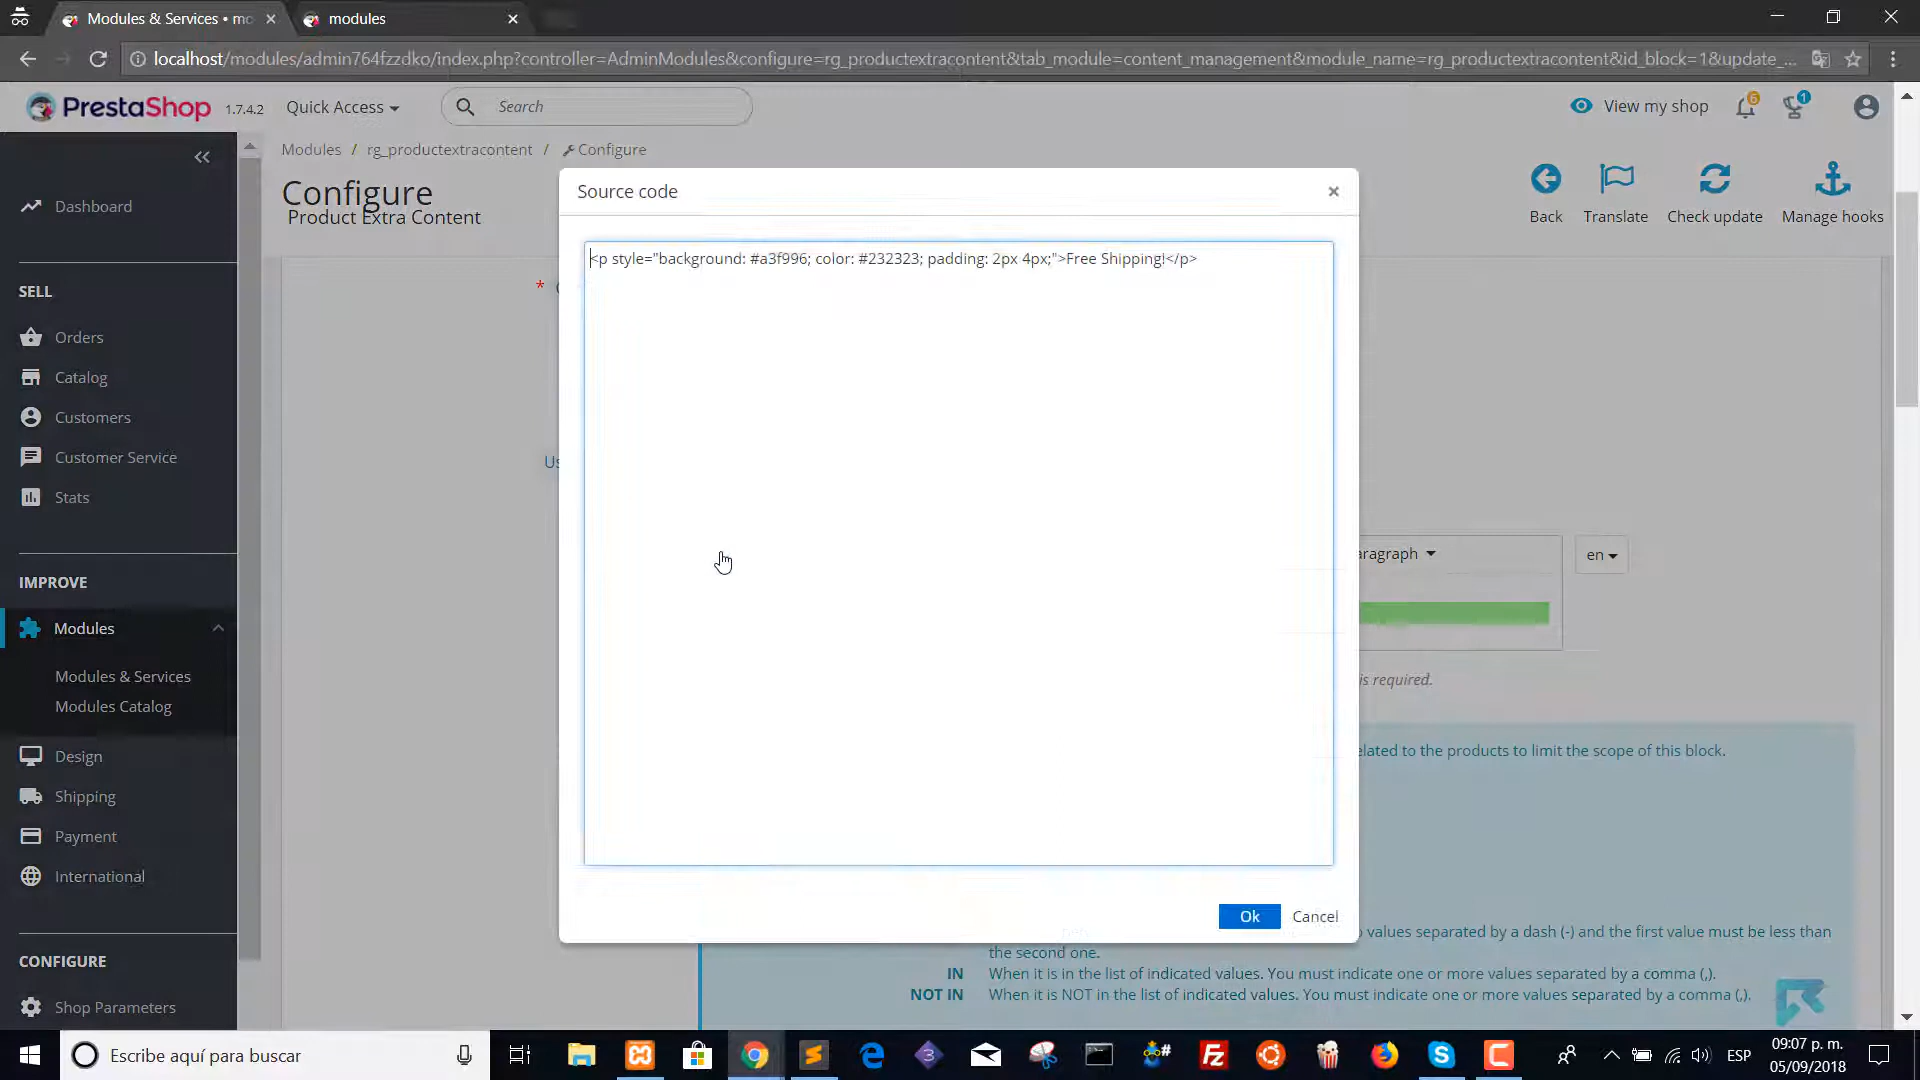 Modules & Services • mo
modules
localhost/modules/admin764fzzdko/index.php?controller=AdminModules&configure=rg_productextracontent&tab_module=content_management&module_name=rg_productextracontent&id_block=1&update_...
PrestaShop 1.7.4.2
Quick Access
Search
View my shop
6
1
Modules / rg_productextracontent / Configure
Configure
Product Extra Content
Back
Translate
Check update
Manage hooks
Dashboard
SELL
Orders
Catalog
Customers
Customer Service
Stats
IMPROVE
Modules
Modules & Services
Modules Catalog
Design
Shipping
Payment
International
CONFIGURE
Shop Parameters
Source code
×
<p style="background: #a3f996; color: #232323; padding: 2px 4px;">Free Shipping!</p>
*
Us
aragraph
en
is required.
elated to the products to limit the scope of this block.
Ok
Cancel
values separated by a dash (-) and the first value must be less than
the second one.
IN When it is in the list of indicated values. You must indicate one or more values separated by a comma (,).
NOT IN When it is NOT in the list of indicated values. You must indicate one or more values separated by a comma (,).
Escribe aquí para buscar
ESP
09:07 p. m.
05/09/2018